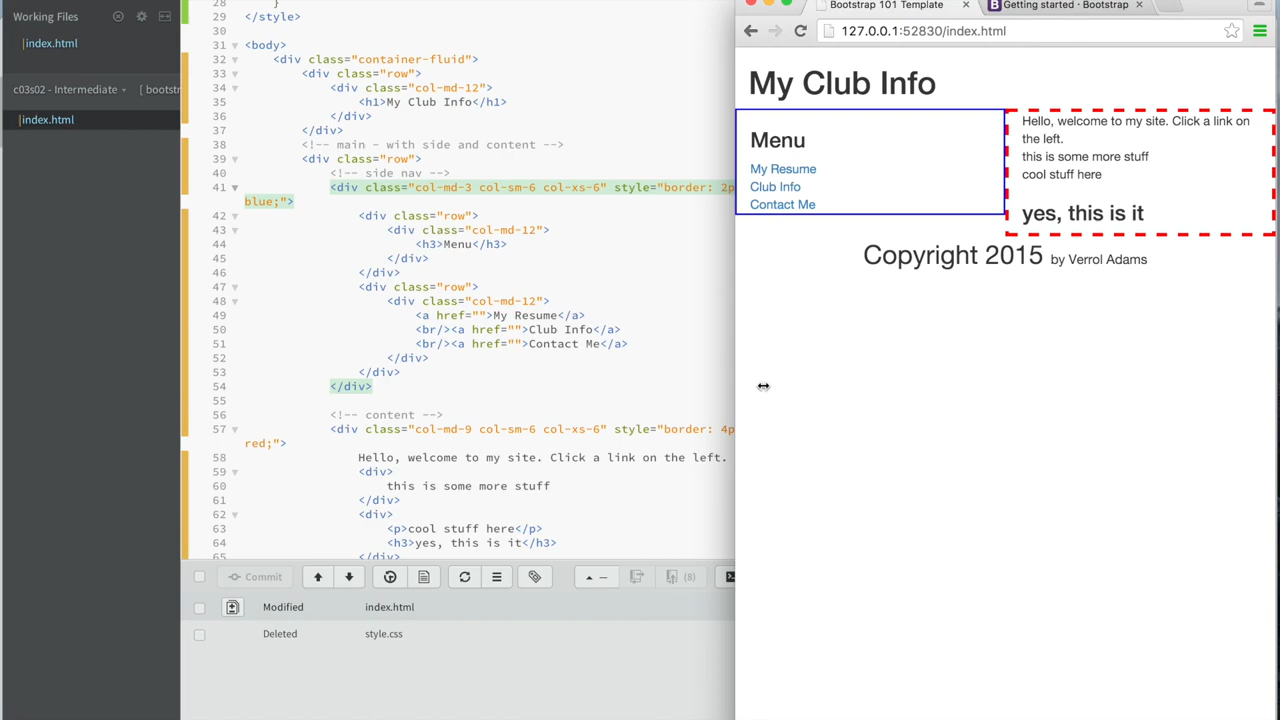 Working Files
index.html
c03s02 - Intermediate
[ bootstr
index.html
28 }
29 </style>
30
31 <body>
32 <div class="container-fluid">
33 <div class="row">
34 <div class="col-md-12">
35 <h1>My Club Info</h1>
36 </div>
37 </div>
38 <!-- main - with side and content -->
39 <div class="row">
40 <!-- side nav -->
41 <div class="col-md-3 col-sm-6 col-xs-6" style="border: 2p
blue;">
42 <div class="row">
43 <div class="col-md-12">
44 <h3>Menu</h3>
45 </div>
46 </div>
47 <div class="row">
48 <div class="col-md-12">
49 <a href="">My Resume</a>
50 <br/><a href="">Club Info</a>
51 <br/><a href="">Contact Me</a>
52 </div>
53 </div>
54 </div>
55
56 <!-- content -->
57 <div class="col-md-9 col-sm-6 col-xs-6" style="border: 4p
red;">
58 Hello, welcome to my site. Click a link on the left.
59 <div>
60 this is some more stuff
61 </div>
62 <div>
63 <p>cool stuff here</p>
64 <h3>yes, this is it</h3>
65 </div>
Commit
(8)
Modified index.html
Deleted style.css
Bootstrap 101 Template
Getting started · Bootstrap
127.0.0.1:52830/index.html
My Club Info
Menu
My Resume
Club Info
Contact Me
Hello, welcome to my site. Click a link on
the left.
this is some more stuff
cool stuff here
yes, this is it
Copyright 2015 by Verrol Adams